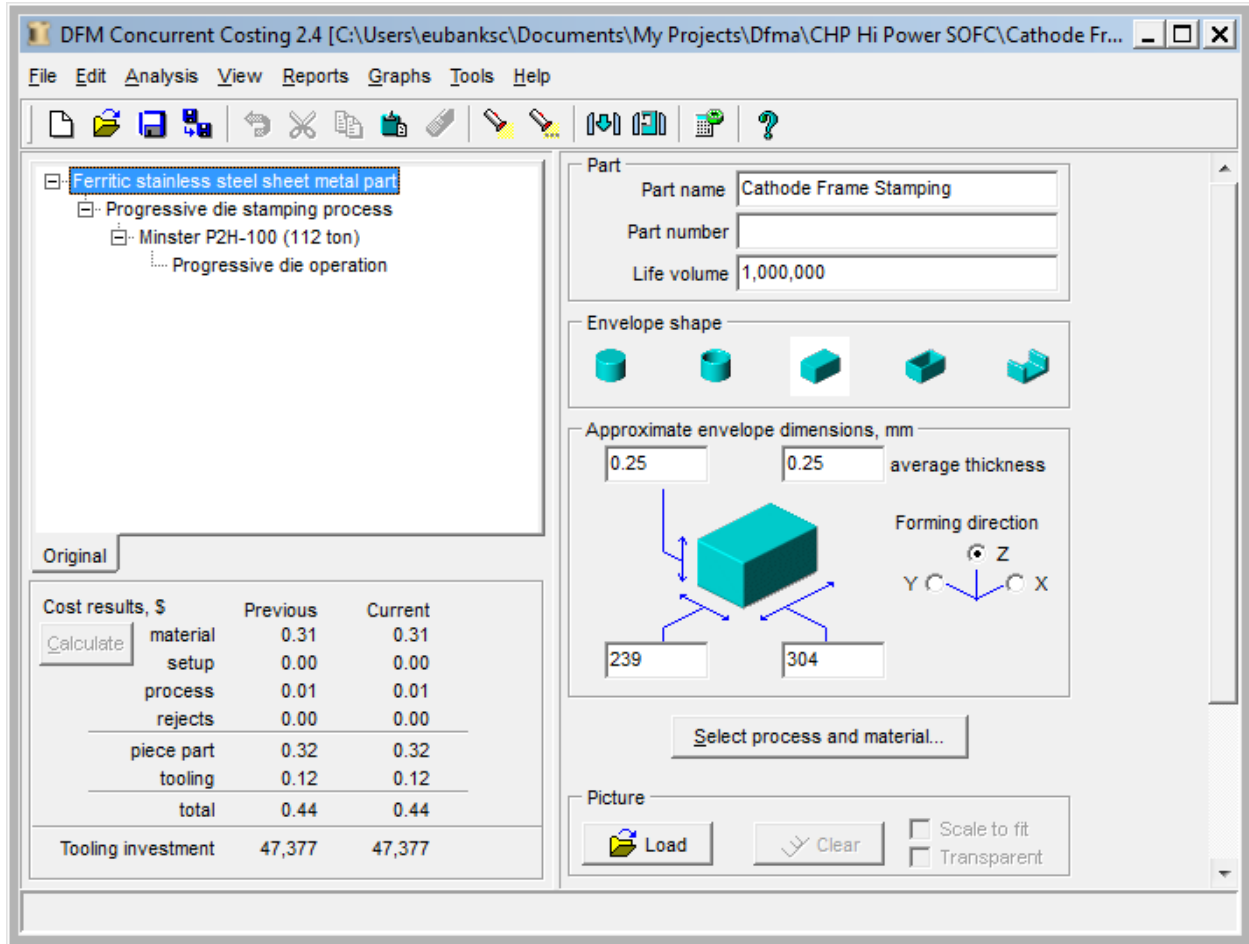 DFM Concurrent Costing 2.4 [C:\Users\eubanksc\Documents\My Projects\Dfma\CHP Hi Power SOFC\Cathode Fr...
File Edit Analysis View Reports Graphs Tools Help
Ferritic stainless steel sheet metal part
Progressive die stamping process
Minster P2H-100 (112 ton)
Progressive die operation
Original
Cost results, $ Previous Current
Calculate
material 0.31 0.31
setup 0.00 0.00
process 0.01 0.01
rejects 0.00 0.00
piece part 0.32 0.32
tooling 0.12 0.12
total 0.44 0.44
Tooling investment 47,377 47,377
Part
Part name Cathode Frame Stamping
Part number
Life volume 1,000,000
Envelope shape
Approximate envelope dimensions, mm
0.25 0.25 average thickness
Forming direction
Z
Y X
239 304
Select process and material...
Picture
Load Clear
Scale to fit
Transparent